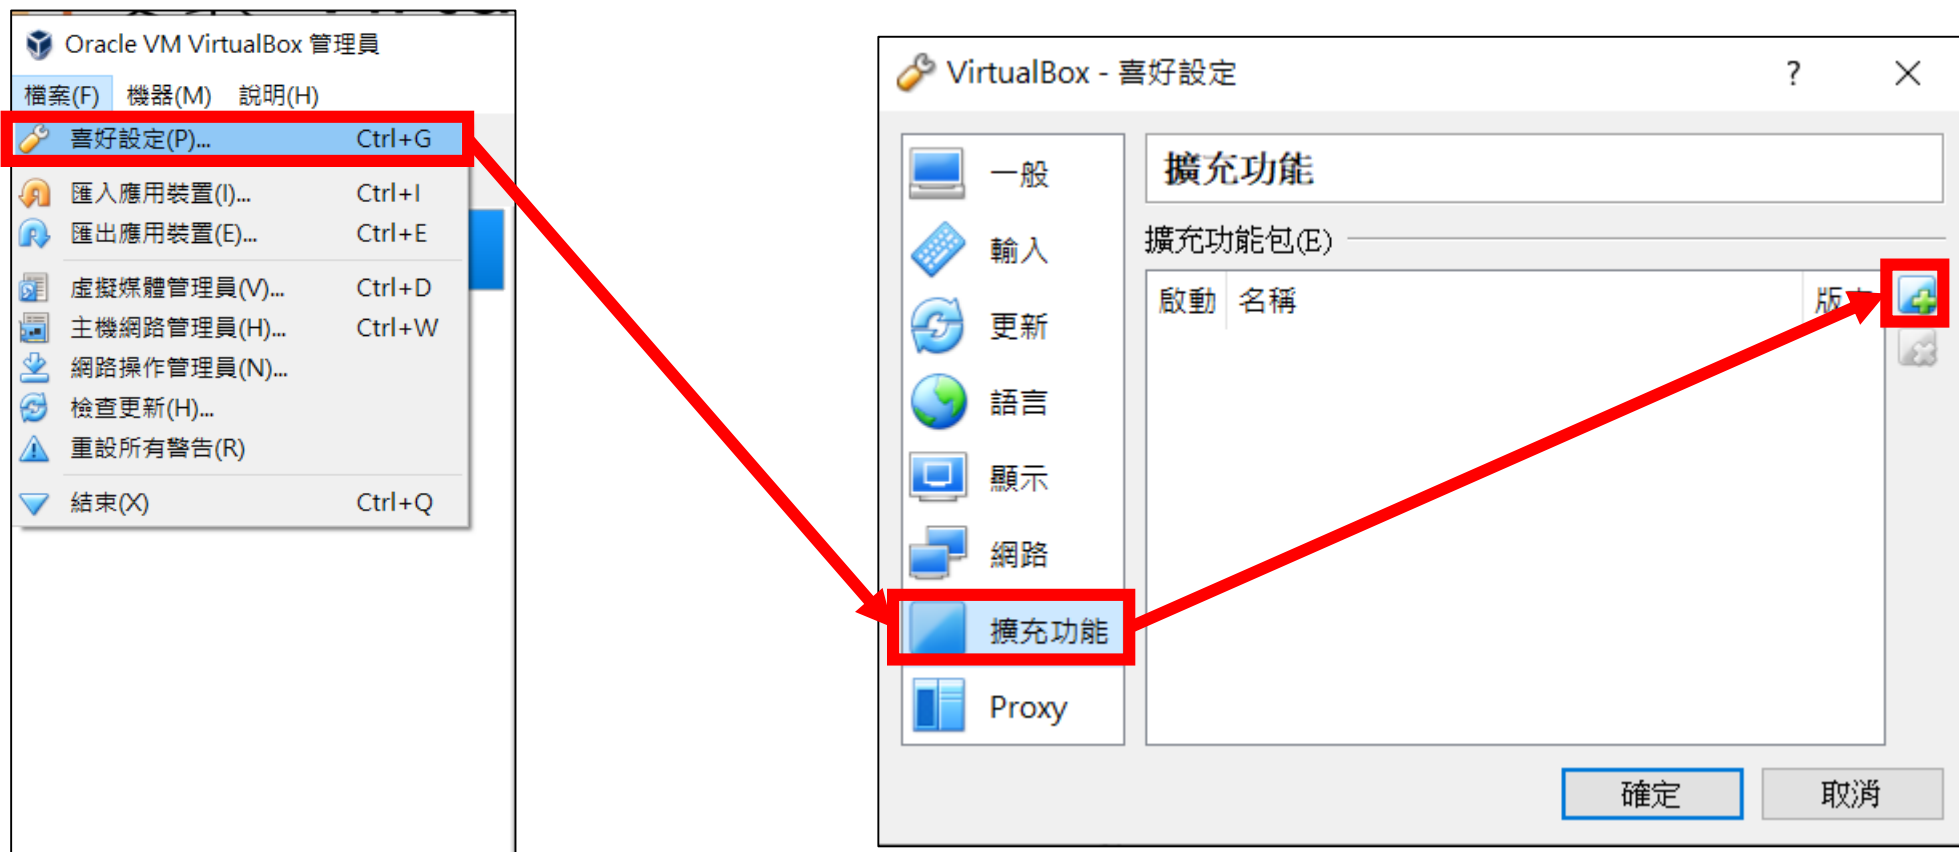 Oracle VM VirtualBox 管理員
檔案(F) 機器(M) 說明(H)
喜好設定(P)... Ctrl+G
匯入應用裝置(I)... Ctrl+I
匯出應用裝置(E)... Ctrl+E
虛擬媒體管理員(V)... Ctrl+D
主機網路管理員(H)... Ctrl+W
網路操作管理員(N)...
檢查更新(H)...
重設所有警告(R)
結束(X) Ctrl+Q
VirtualBox - 喜好設定
一般
輸入
更新
語言
顯示
網路
擴充功能
Proxy
擴充功能
擴充功能包(E)
啟動 名稱 版本
確定 取消